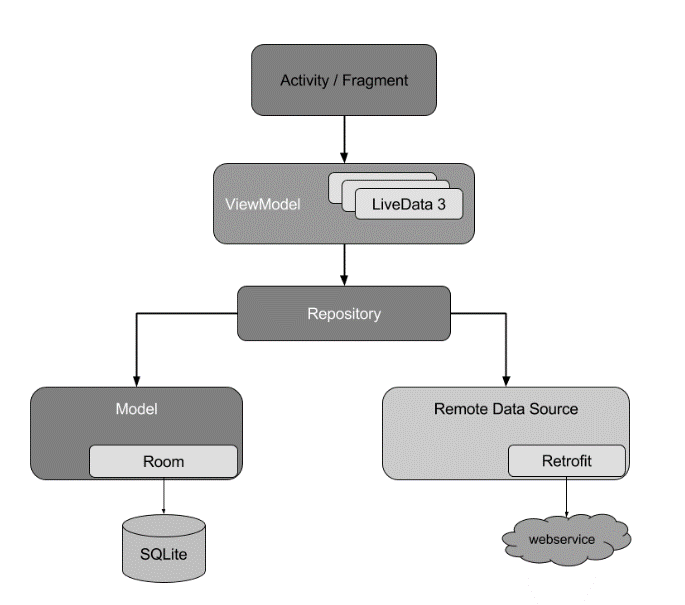 Activity / Fragment
ViewModel
LiveData 3
Repository
Model
Remote Data Source
Room
Retrofit
SQLite
webservice